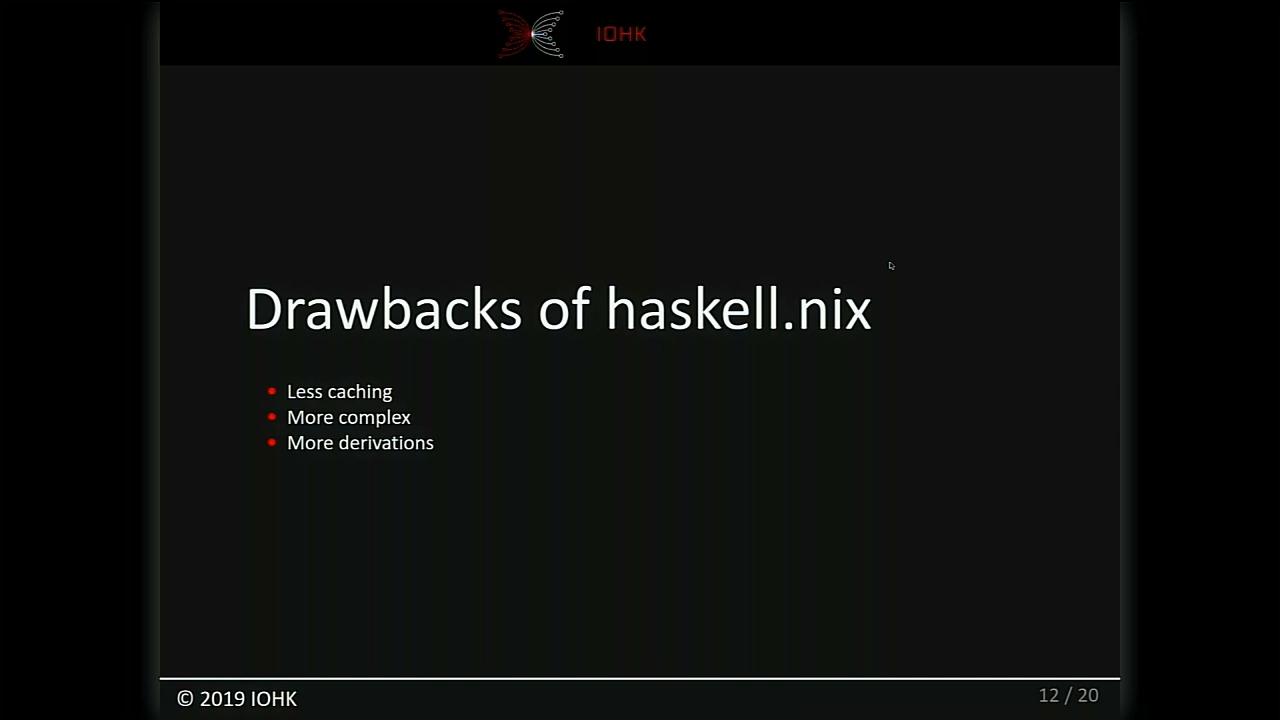 IOHK
Drawbacks of haskell.nix
Less caching
More complex
More derivations
© 2019 IOHK
12 / 20